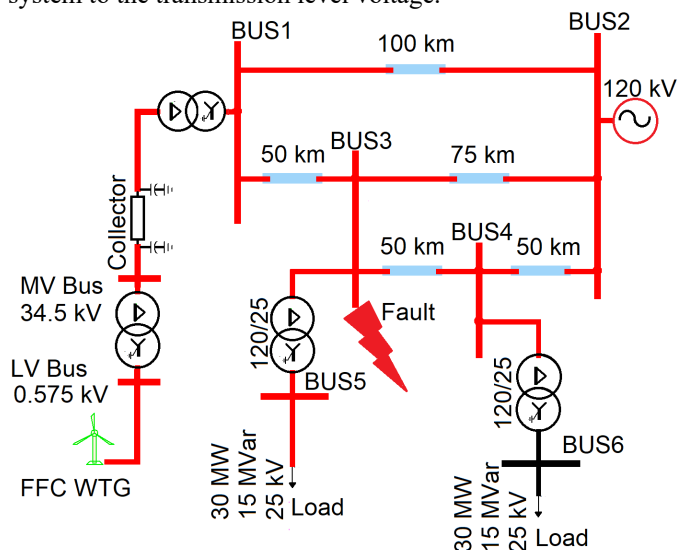 system to the transmission level voltage.
BUS1
BUS2
100 km
120 kV
BUS3
50 km
75 km
Collector
BUS4
50 km
50 km
MV Bus
34.5 kV
Fault
120/25
LV Bus
0.575 kV
120/25
BUS5
BUS6
FFC WTG
30 MW
15 MVar
25 kV
Load
30 MW
15 MVar
25 kV
Load